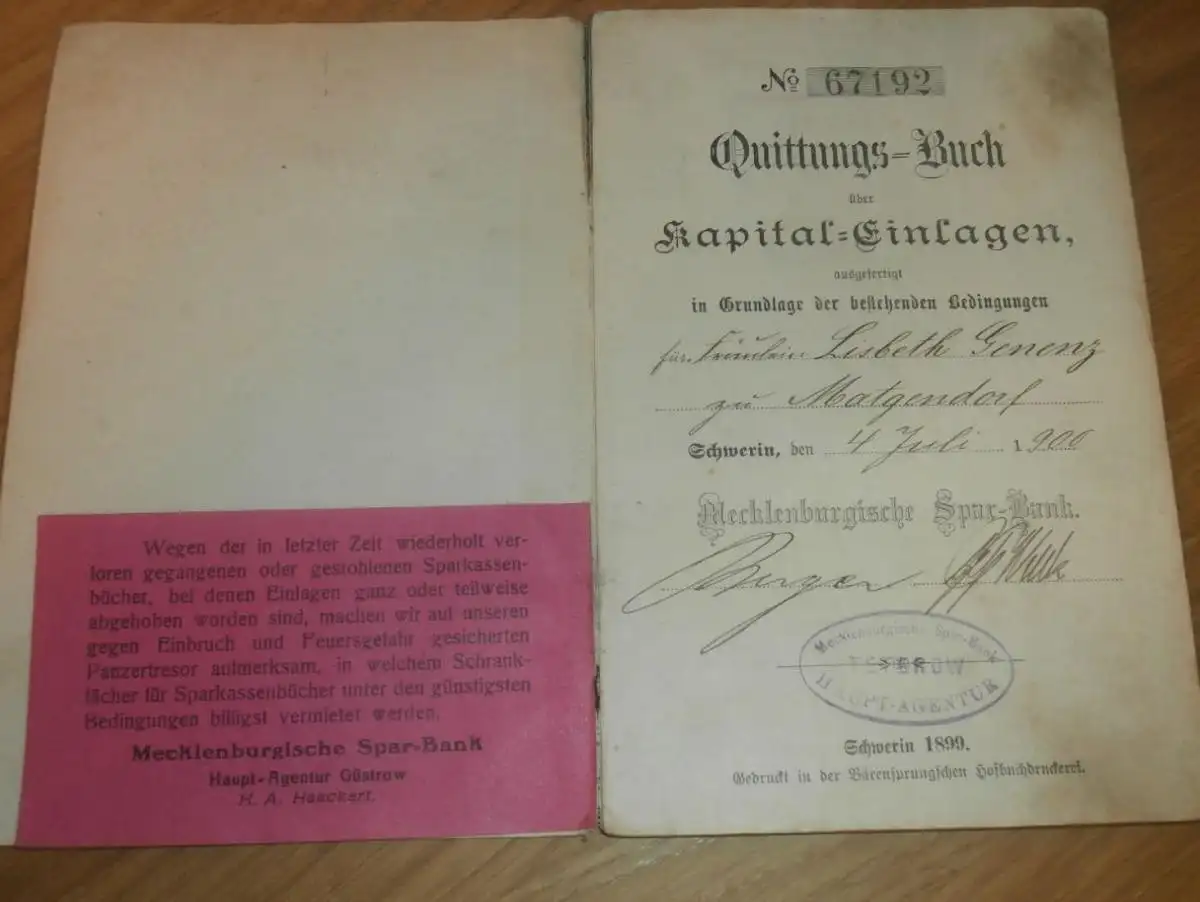 Wegen der in letzter Zeit wiederholt ver-
loren gegangenen oder gestohlenen Sparkassen-
bücher, bei denen Einlagen ganz oder teilweise
abgehoben worden sind, machen wir auf unseren
gegen Einbruch und Feuersgefahr gesicherten
Panzertresor aufmerksam, in welchem Schrank-
fächer für Sparkassenbücher unter den günstigsten
Bedingungen billigst vermietet werden.
Mecklenburgische Spar-Bank
Haupt-Agentur Güstrow
H. A. Haeckert.
No 67192
Quittungs-Buch
über
Kapital-Einlagen,
ausgefertigt
in Grundlage der bestehenden Bedingungen
für Fräulein Lisbeth Genenz
zu Matgendorf
Schwerin, den 4 Juli 1900
Mecklenburgische Spar-Bank.
Mecklenburgische Spar-Bank
TETEROW
HAUPT-AGENTUR
Schwerin 1899.
Gedruckt in der Bärensprungschen Hofbuchdruckerei.